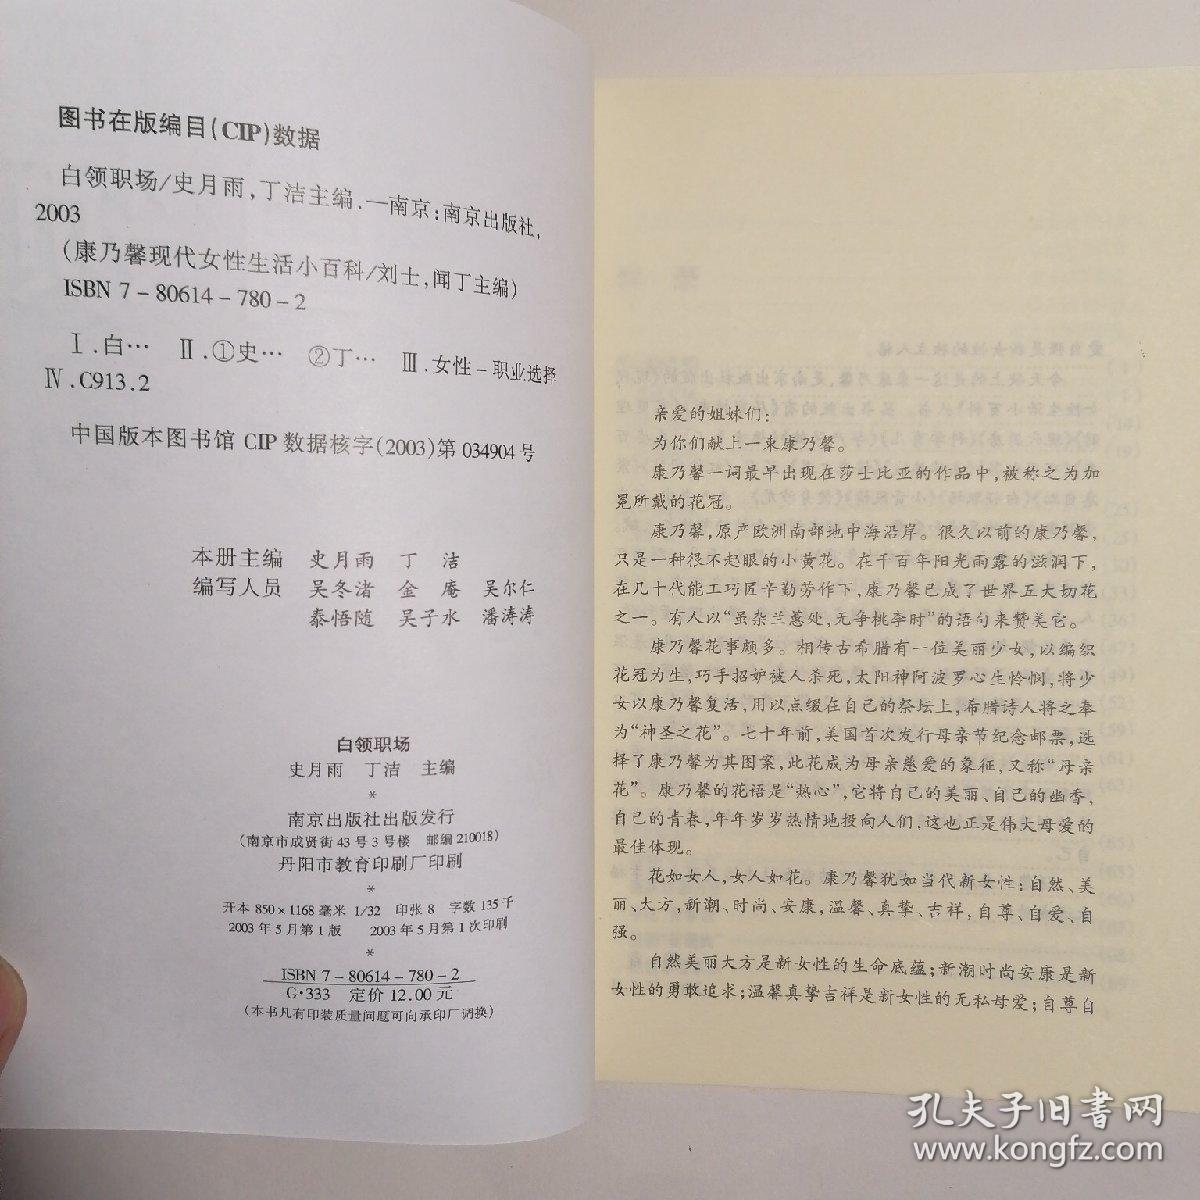 图书在版编目(CIP)数据
白领职场/史月雨,丁洁主编.—南京:南京出版社,
2003
(康乃馨现代女性生活小百科/刘士,闻丁主编)
ISBN 7-80614-780-2
Ⅰ.白… Ⅱ.①史… ②丁… Ⅲ.女性-职业选择
Ⅳ.C913.2
中国版本图书馆CIP数据核字(2003)第034904号
本册主编 史月雨 丁 洁
编写人员 吴冬渚 金 庵 吴尔仁
泰悟随 吴子水 潘涛涛
白领职场
史月雨 丁洁 主编
*
南京出版社出版发行
(南京市成贤街43号3号楼 邮编210018)
丹阳市教育印刷厂印刷
*
开本850×1168毫米 1/32 印张8 字数135千
2003年5月第1版 2003年5月第1次印刷
*
ISBN 7-80614-780-2
G·333 定价12.00元
(本书凡有印装质量问题可向承印厂调换)
亲爱的姐妹们:
为你们献上一束康乃馨。
康乃馨一词最早出现在莎士比亚的作品中,被称之为加
冕所戴的花冠。
康乃馨,原产欧洲南部地中海沿岸。很久以前的康乃馨,
只是一种很不起眼的小黄花。在千百年阳光雨露的滋润下,
在几十代能工巧匠辛勤劳作下,康乃馨已成了世界五大切花
之一。有人以“虽杂兰蕙处,无争桃李时”的语句来赞美它。
康乃馨花事颇多。相传古希腊有一位美丽少女,以编织
花冠为生,巧手招妒被人杀死,太阳神阿波罗心生怜悯,将少
女以康乃馨复活,用以点缀在自己的祭坛上,希腊诗人将之奉
为“神圣之花”。七十年前,美国首次发行母亲节纪念邮票,选
择了康乃馨为其图案,此花成为母亲慈爱的象征,又称“母亲
花”。康乃馨的花语是“热心”,它将自己的美丽、自己的幽香、
自己的青春,年年岁岁热情地投向人们,这也正是伟大母爱的
最佳体现。
花如女人,女人如花。康乃馨犹如当代新女性:自然、美
丽、大方,新潮、时尚、安康,温馨、真挚、吉祥,自尊、自爱、自
强。
自然美丽大方是新女性的生命底蕴;新潮时尚安康是新
女性的勇敢追求;温馨真挚吉祥是新女性的无私母爱;自尊自
孔夫子旧书网
www.kongfz.com